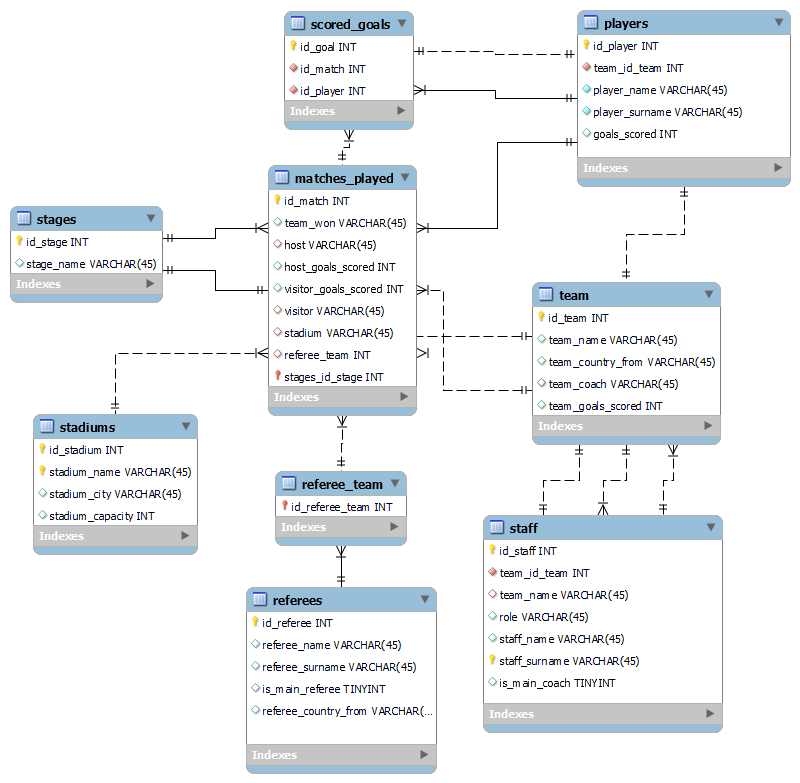 scored_goals
id_goal INT
id_match INT
id_player INT
Indexes
players
id_player INT
team_id_team INT
player_name VARCHAR(45)
player_surname VARCHAR(45)
goals_scored INT
Indexes
matches_played
id_match INT
team_won VARCHAR(45)
host VARCHAR(45)
host_goals_scored INT
visitor_goals_scored INT
visitor VARCHAR(45)
stadium VARCHAR(45)
referee_team INT
stages_id_stage INT
Indexes
stages
id_stage INT
stage_name VARCHAR(45)
Indexes
team
id_team INT
team_name VARCHAR(45)
team_country_from VARCHAR(45)
team_coach VARCHAR(45)
team_goals_scored INT
Indexes
stadiums
id_stadium INT
stadium_name VARCHAR(45)
stadium_city VARCHAR(45)
stadium_capacity INT
Indexes
referee_team
id_referee_team INT
Indexes
staff
id_staff INT
team_id_team INT
team_name VARCHAR(45)
role VARCHAR(45)
staff_name VARCHAR(45)
staff_surname VARCHAR(45)
is_main_coach TINYINT
Indexes
referees
id_referee INT
referee_name VARCHAR(45)
referee_surname VARCHAR(45)
is_main_referee TINYINT
referee_country_from VARCHAR(...
Indexes